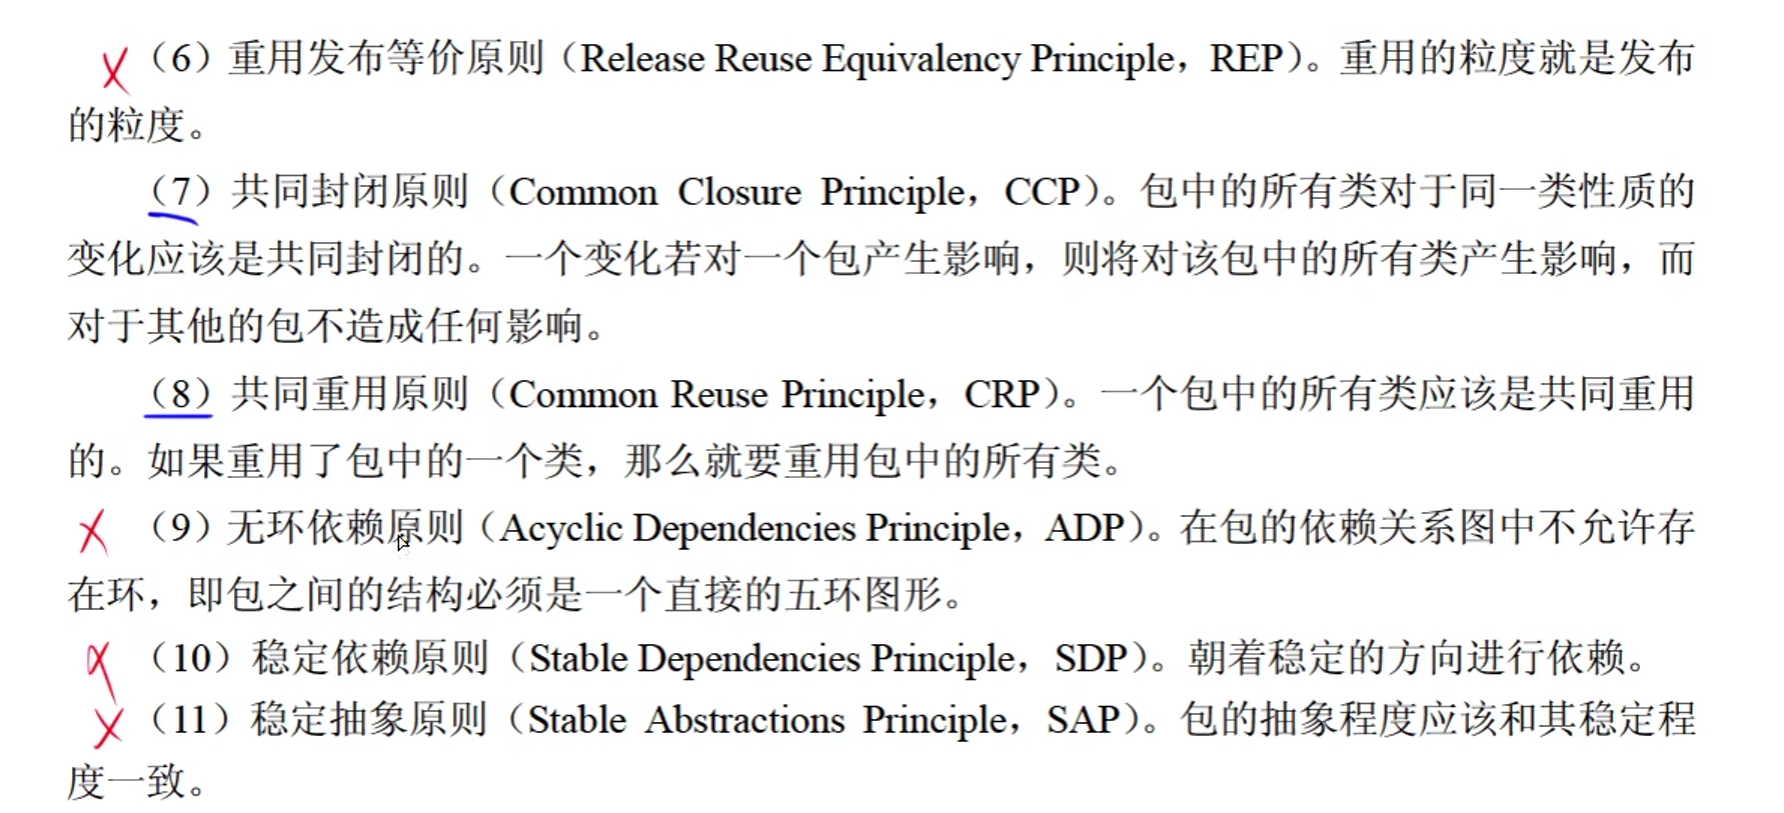 (6)重用发布等价原则(Release Reuse Equivalency Principle,REP)。重用的粒度就是发布
的粒度。
(7)共同封闭原则(Common Closure Principle,CCP)。包中的所有类对于同一类性质的
变化应该是共同封闭的。一个变化若对一个包产生影响,则将对该包中的所有类产生影响,而
对于其他的包不造成任何影响。
(8)共同重用原则(Common Reuse Principle,CRP)。一个包中的所有类应该是共同重用
的。如果重用了包中的一个类,那么就要重用包中的所有类。
(9)无环依赖原则(Acyclic Dependencies Principle,ADP)。在包的依赖关系图中不允许存
在环,即包之间的结构必须是一个直接的五环图形。
(10)稳定依赖原则(Stable Dependencies Principle,SDP)。朝着稳定的方向进行依赖。
(11)稳定抽象原则(Stable Abstractions Principle,SAP)。包的抽象程度应该和其稳定程
度一致。